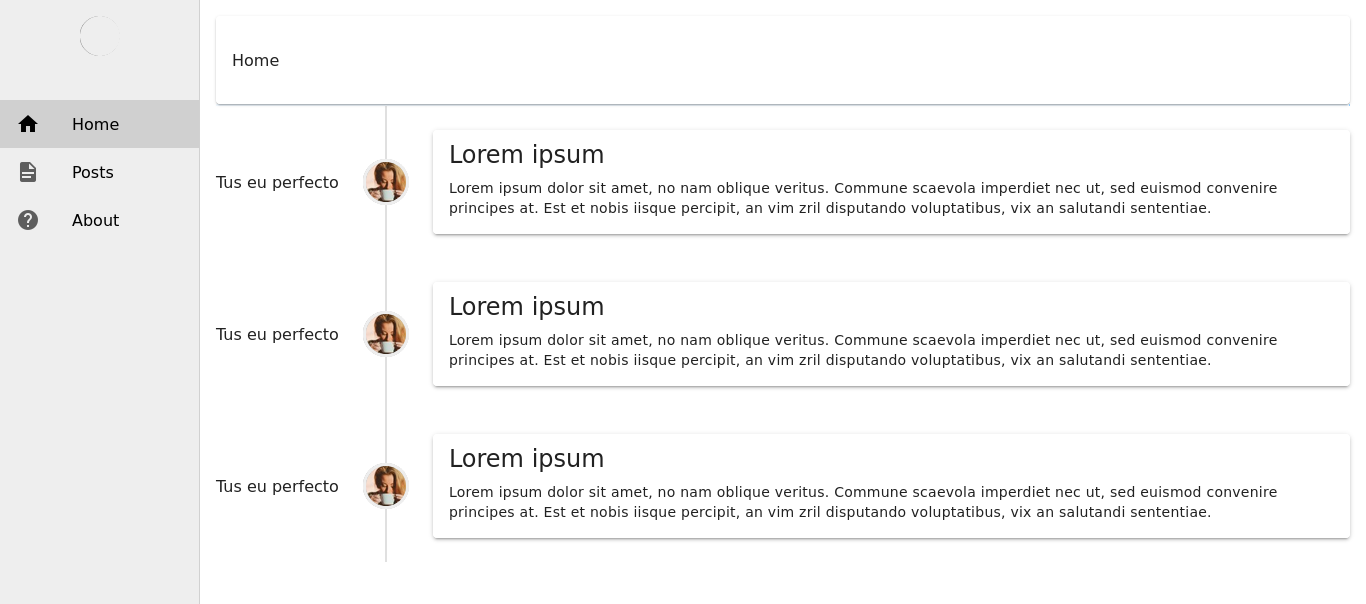 Home
Home
Posts
About
Tus eu perfecto
Lorem ipsum
Lorem ipsum dolor sit amet, no nam oblique veritus. Commune scaevola imperdiet nec ut, sed euismod convenire
principes at. Est et nobis iisque percipit, an vim zril disputando voluptatibus, vix an salutandi sententiae.
Tus eu perfecto
Lorem ipsum
Lorem ipsum dolor sit amet, no nam oblique veritus. Commune scaevola imperdiet nec ut, sed euismod convenire
principes at. Est et nobis iisque percipit, an vim zril disputando voluptatibus, vix an salutandi sententiae.
Tus eu perfecto
Lorem ipsum
Lorem ipsum dolor sit amet, no nam oblique veritus. Commune scaevola imperdiet nec ut, sed euismod convenire
principes at. Est et nobis iisque percipit, an vim zril disputando voluptatibus, vix an salutandi sententiae.